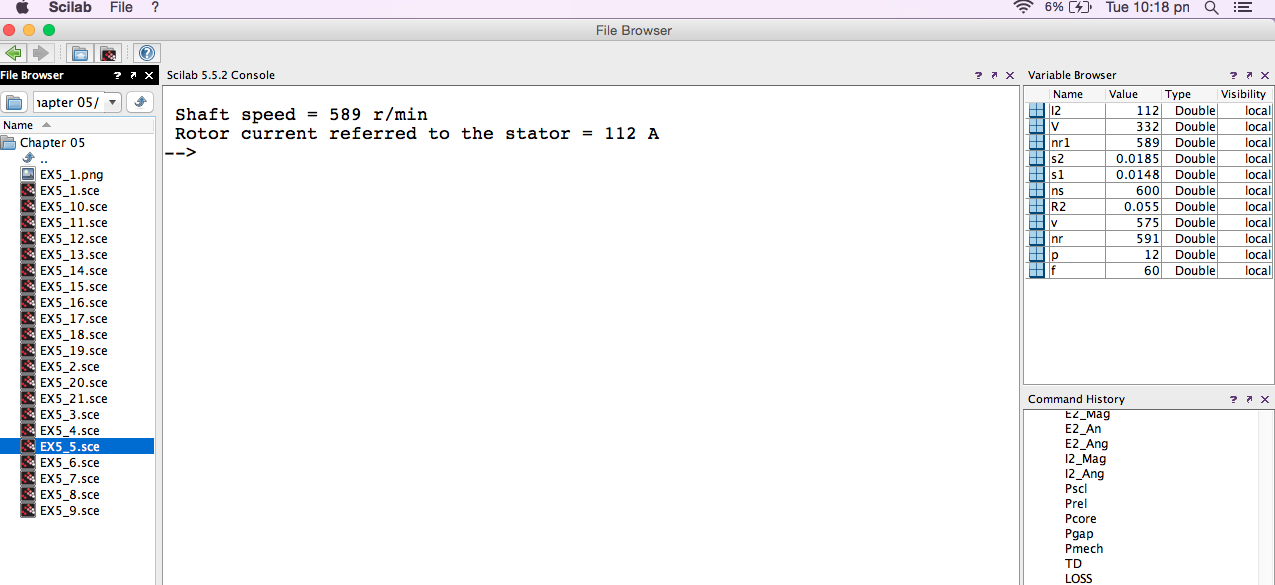 Scilab File ? 6% Tue 10:18 pn
File Browser
File Browser ? ↗ ✕
hapter 05/
Name
Chapter 05
..
EX5_1.png
EX5_1.sce
EX5_10.sce
EX5_11.sce
EX5_12.sce
EX5_13.sce
EX5_14.sce
EX5_15.sce
EX5_16.sce
EX5_17.sce
EX5_18.sce
EX5_19.sce
EX5_2.sce
EX5_20.sce
EX5_21.sce
EX5_3.sce
EX5_4.sce
EX5_5.sce
EX5_6.sce
EX5_7.sce
EX5_8.sce
EX5_9.sce
Scilab 5.5.2 Console ? ↗ ✕
Shaft speed = 589 r/min
Rotor current referred to the stator = 112 A
-->
Variable Browser ? ↗ ✕
Name Value Type Visibility
I2 112 Double local
V 332 Double local
nr1 589 Double local
s2 0.0185 Double local
s1 0.0148 Double local
ns 600 Double local
R2 0.055 Double local
v 575 Double local
nr 591 Double local
p 12 Double local
f 60 Double local
Command History ? ↗ ✕
E2_Mag
E2_An
E2_Ang
I2_Mag
I2_Ang
Pscl
Prel
Pcore
Pgap
Pmech
TD
LOSS